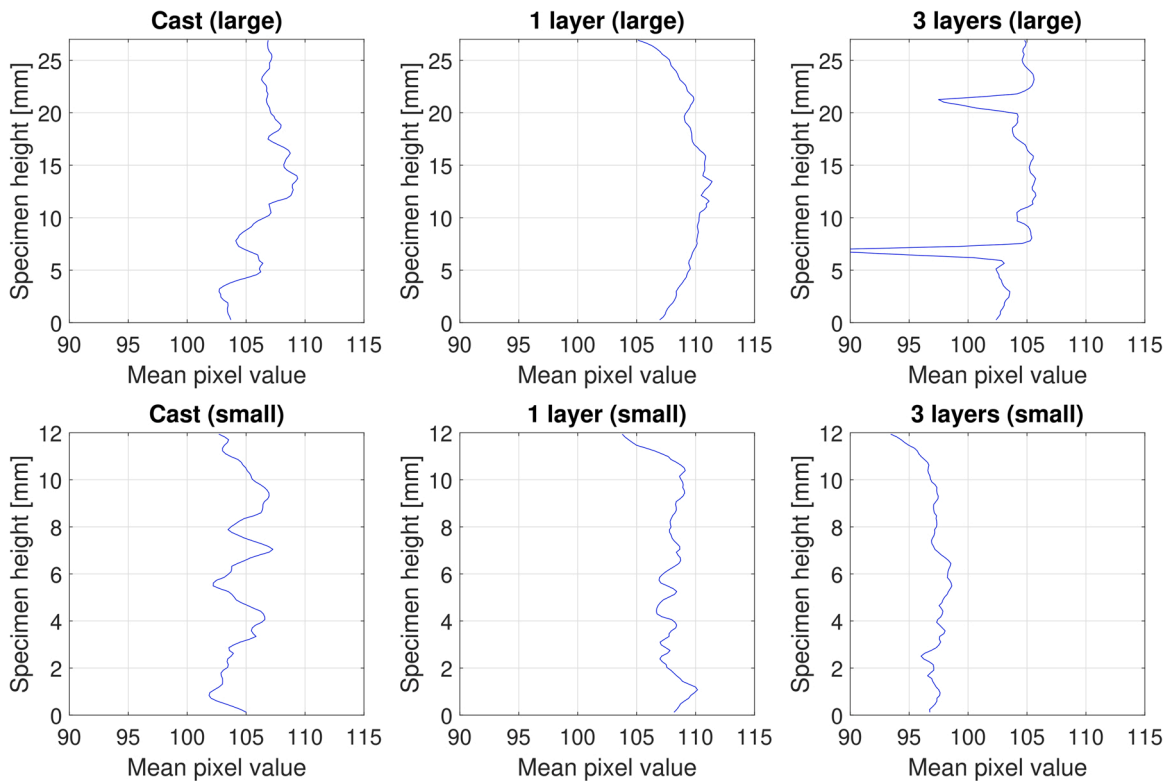 Cast (large)
1 layer (large)
3 layers (large)
Specimen height [mm]
25
20
15
10
5
0
90 95 100 105 110 115
Mean pixel value
Specimen height [mm]
25
20
15
10
5
0
90 95 100 105 110 115
Mean pixel value
Specimen height [mm]
25
20
15
10
5
0
90 95 100 105 110 115
Mean pixel value
Cast (small)
1 layer (small)
3 layers (small)
Specimen height [mm]
12
10
8
6
4
2
0
90 95 100 105 110 115
Mean pixel value
Specimen height [mm]
12
10
8
6
4
2
0
90 95 100 105 110 115
Mean pixel value
Specimen height [mm]
12
10
8
6
4
2
0
90 95 100 105 110 115
Mean pixel value